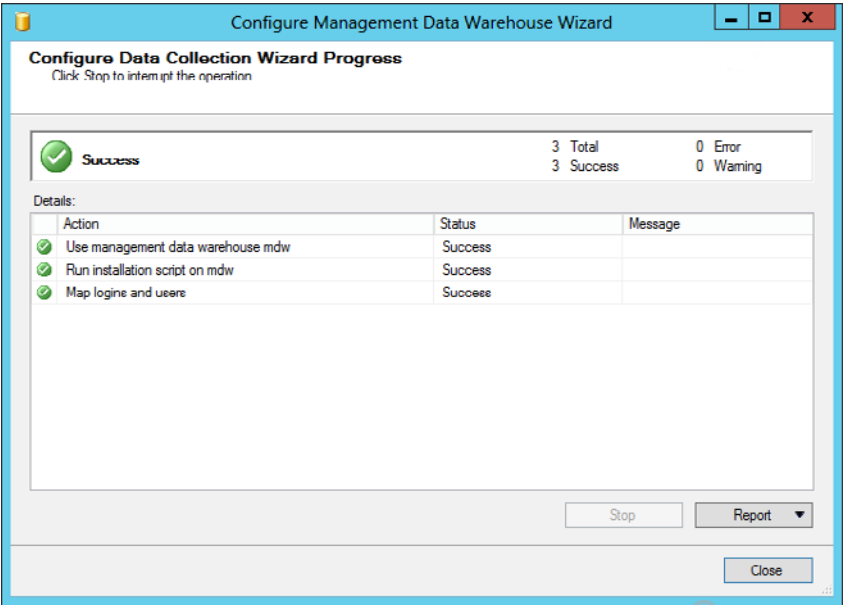 Configure Management Data Warehouse Wizard
Configure Data Collection Wizard Progress
Click Stop to interrupt the operation
Success
3 Total 0 Error
3 Success 0 Warning
Details:
Action Status Message
Use management data warehouse mdw Success
Run installation script on mdw Success
Map logins and users Success
Stop Report
Close